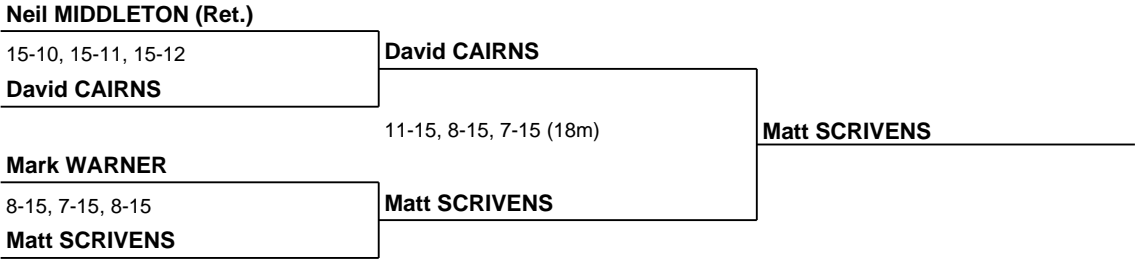 Neil MIDDLETON (Ret.)
15-10, 15-11, 15-12
David CAIRNS
David CAIRNS
11-15, 8-15, 7-15 (18m)
Matt SCRIVENS
Mark WARNER
8-15, 7-15, 8-15
Matt SCRIVENS
Matt SCRIVENS